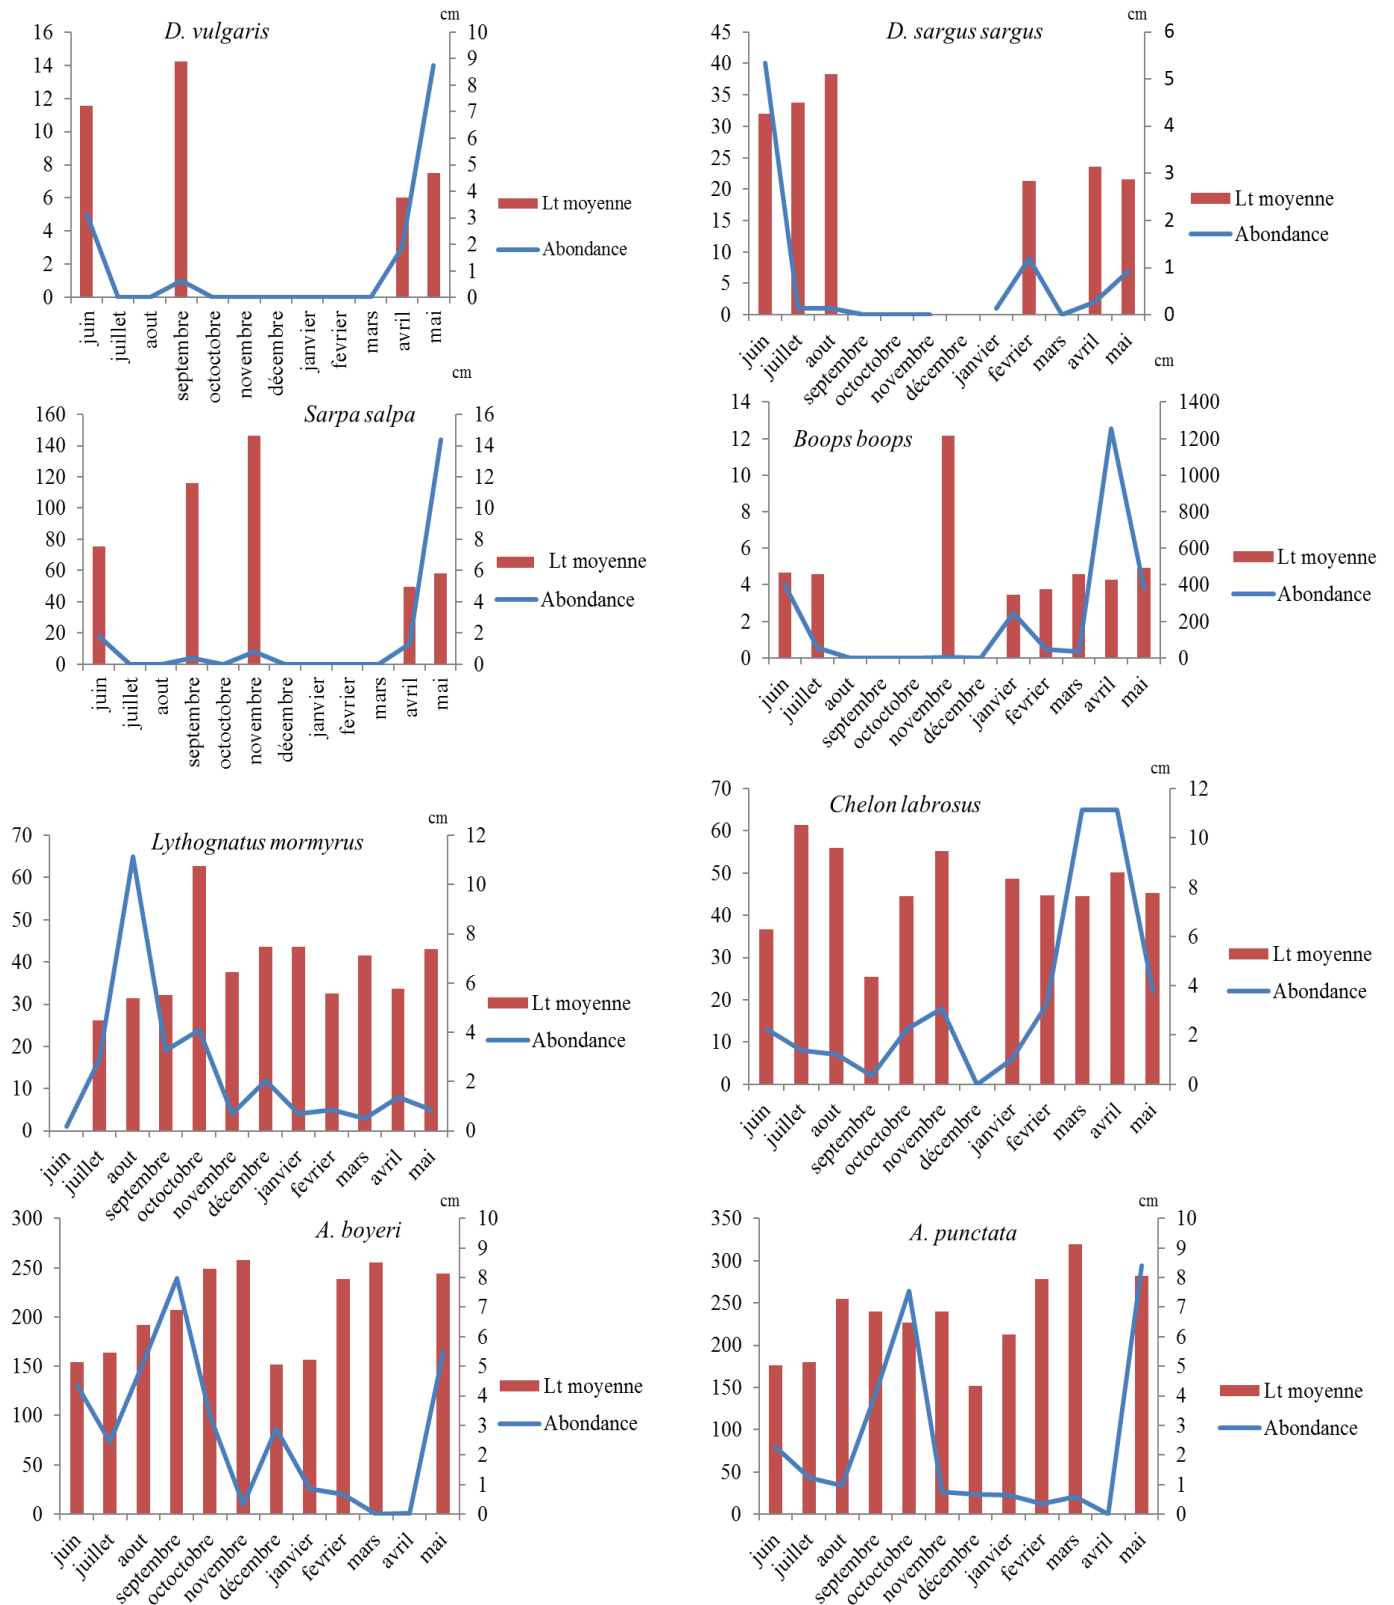 cm
D. vulgaris
16
14
12
10
8
6
4
2
0
10
9
8
7
6
5
4
3
2
1
0
juin
juillet
aout
septembre
octoctobre
novembre
décembre
janvier
fevrier
mars
avril
mai
Lt moyenne
Abondance
cm
D. sargus sargus
45
40
35
30
25
20
15
10
5
0
6
5
4
3
2
1
0
juin
juillet
aout
septembre
octoctobre
novembre
décembre
janvier
fevrier
mars
avril
mai
Lt moyenne
Abondance
cm
Sarpa salpa
160
140
120
100
80
60
40
20
0
16
14
12
10
8
6
4
2
0
juin
juillet
aout
septembre
octoctobre
novembre
décembre
janvier
fevrier
mars
avril
mai
Lt moyenne
Abondance
cm
Boops boops
14
12
10
8
6
4
2
0
1400
1200
1000
800
600
400
200
0
juin
juillet
aout
septembre
octoctobre
novembre
décembre
janvier
fevrier
mars
avril
mai
Lt moyenne
Abondance
cm
Lythognatus mormyrus
70
60
50
40
30
20
10
0
12
10
8
6
4
2
0
juin
juillet
aout
septembre
octoctobre
novembre
décembre
janvier
fevrier
mars
avril
mai
Lt moyenne
Abondance
cm
Chelon labrosus
70
60
50
40
30
20
10
0
12
10
8
6
4
2
0
juin
juillet
aout
septembre
octoctobre
novembre
décembre
janvier
fevrier
mars
avril
mai
Lt moyenne
Abondance
cm
A. boyeri
300
250
200
150
100
50
0
10
9
8
7
6
5
4
3
2
1
0
juin
juillet
aout
septembre
octoctobre
novembre
décembre
janvier
fevrier
mars
avril
mai
Lt moyenne
Abondance
cm
A. punctata
350
300
250
200
150
100
50
0
10
9
8
7
6
5
4
3
2
1
0
juin
juillet
aout
septembre
octoctobre
novembre
décembre
janvier
fevrier
mars
avril
mai
Lt moyenne
Abondance